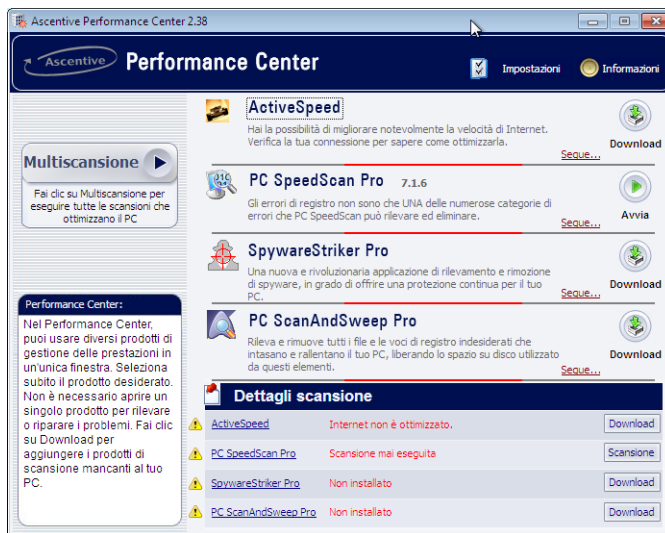 Ascentive Performance Center 2.38
Ascentive
Performance Center
Impostazioni
Informazioni
Multiscansione
Fai clic su Multiscansione per
eseguire tutte le scansioni che
ottimizzano il PC
ActiveSpeed
Hai la possibilità di migliorare notevolmente la velocità di Internet.
Verifica la tua connessione per sapere come ottimizzarla.
Segue...
Download
PC SpeedScan Pro 7.1.6
Gli errori di registro non sono che UNA delle numerose categorie di
errori che PC SpeedScan può rilevare ed eliminare.
Segue...
Avvia
SpywareStriker Pro
Una nuova e rivoluzionaria applicazione di rilevamento e rimozione
di spyware, in grado di offrire una protezione continua per il tuo
PC.
Segue...
Download
PC ScanAndSweep Pro
Rileva e rimuove tutti i file e le voci di registro indesiderati che
intasano e rallentano il tuo PC, liberando lo spazio su disco utilizzato
da questi elementi.
Segue...
Download
Performance Center:
Nel Performance Center,
puoi usare diversi prodotti di
gestione delle prestazioni in
un'unica finestra. Seleziona
subito il prodotto desiderato.
Non è necessario aprire un
singolo prodotto per rilevare
o riparare i problemi. Fai clic
su Download per
aggiungere i prodotti di
scansione mancanti al tuo
PC.
Dettagli scansione
ActiveSpeed Internet non è ottimizzato. Download
PC SpeedScan Pro Scansione mai eseguita Scansione
SpywareStriker Pro Non installato Download
PC ScanAndSweep Pro Non installato Download